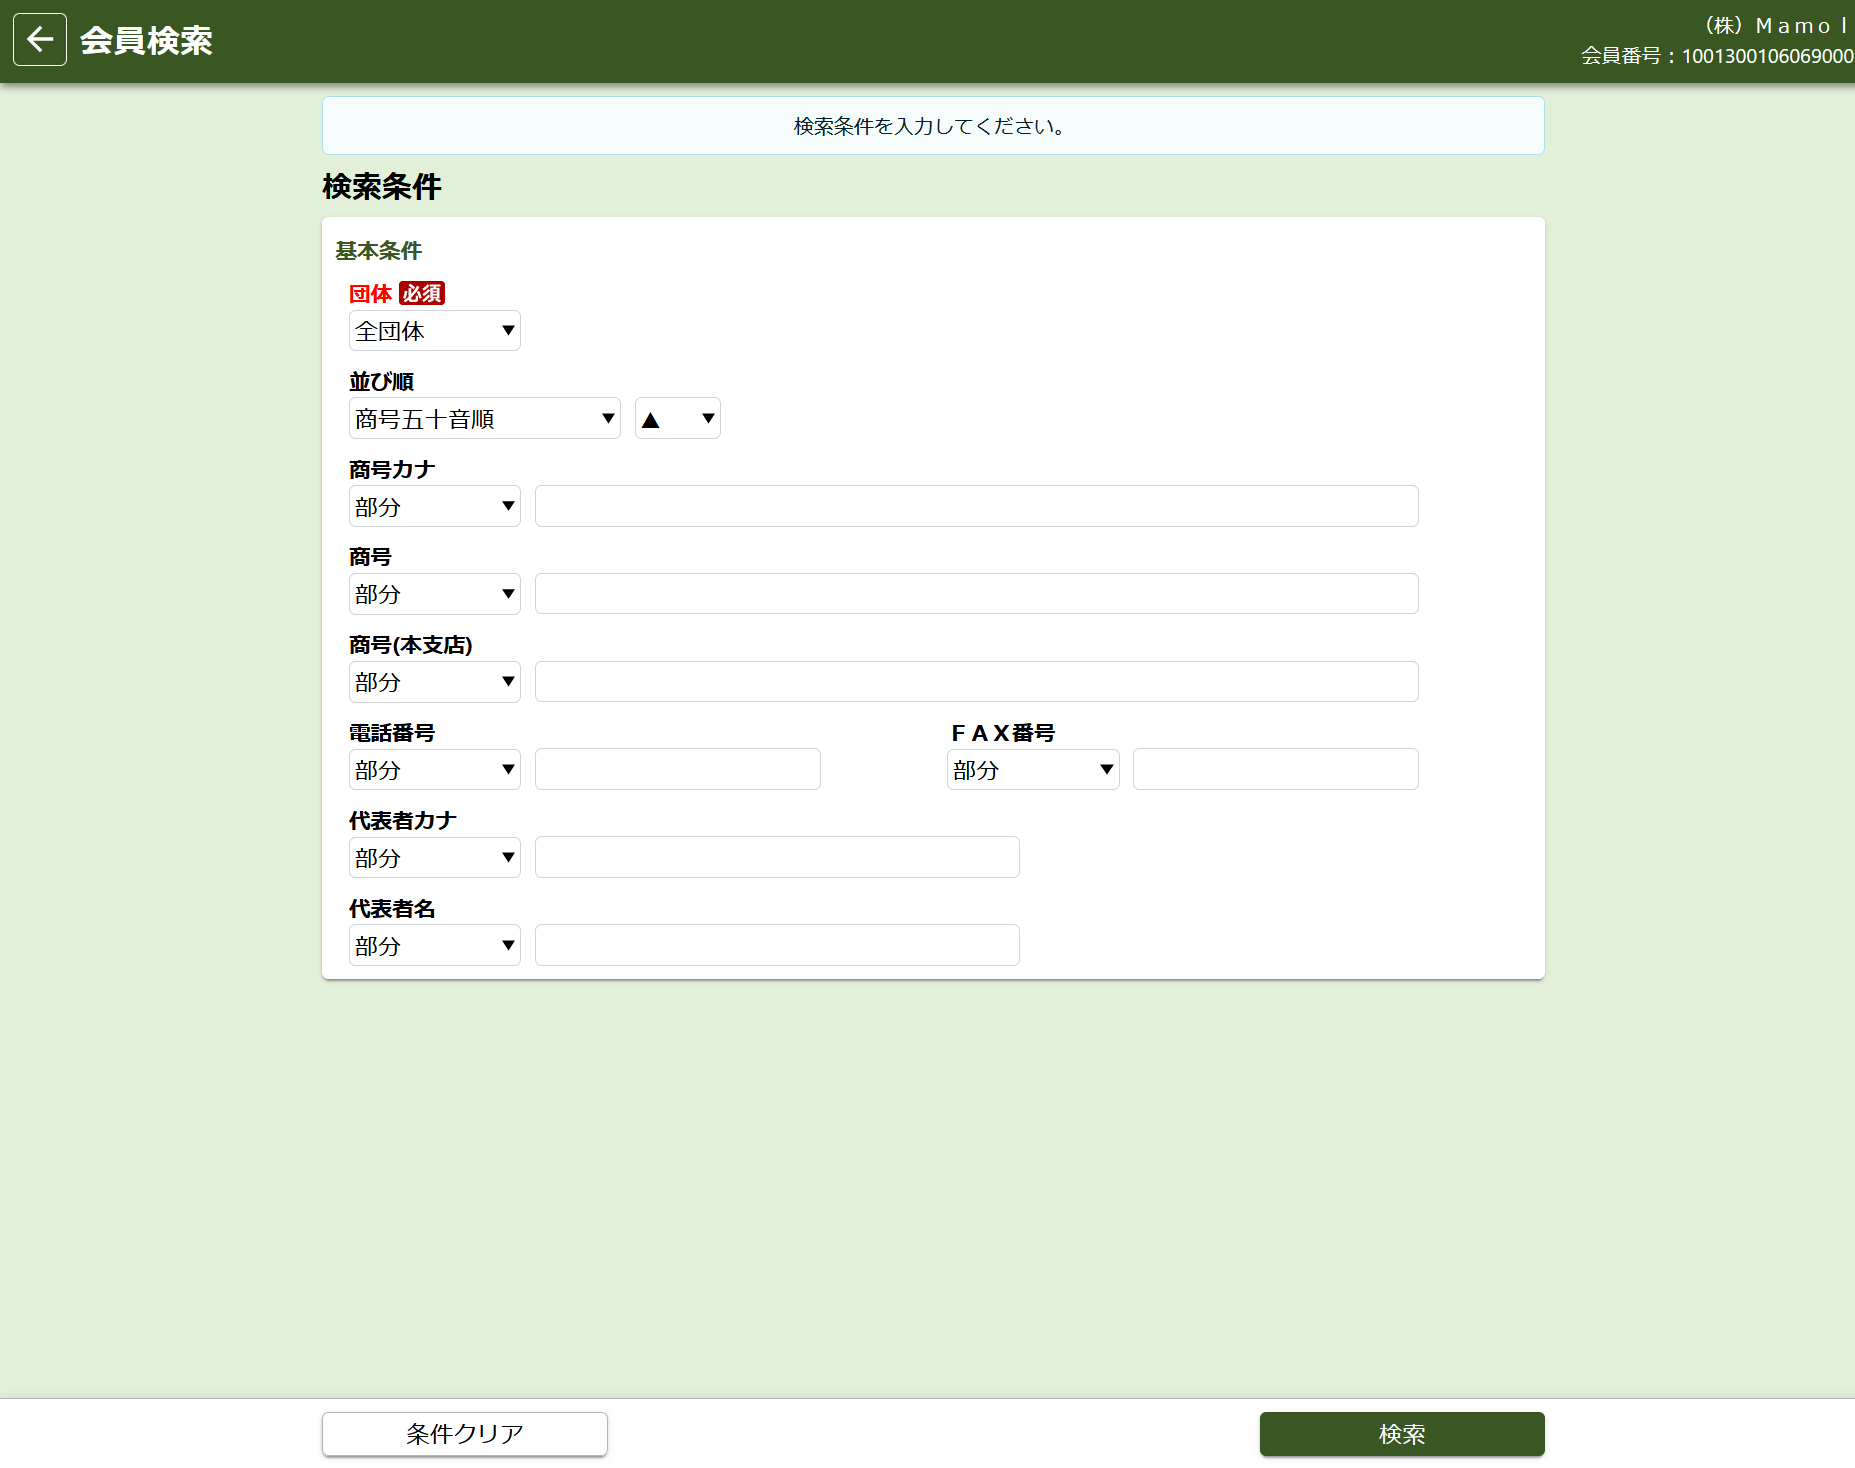 会員検索
（株）Ｍａｍｏｌ
会員番号：1001300106069000
検索条件を入力してください。
検索条件
基本条件
団体 必須
全団体 ▼
並び順
商号五十音順 ▼ ▲ ▼
商号カナ
部分 ▼
商号
部分 ▼
商号(本支店)
部分 ▼
電話番号 ＦＡＸ番号
部分 ▼ 部分 ▼
代表者カナ
部分 ▼
代表者名
部分 ▼
条件クリア 検索